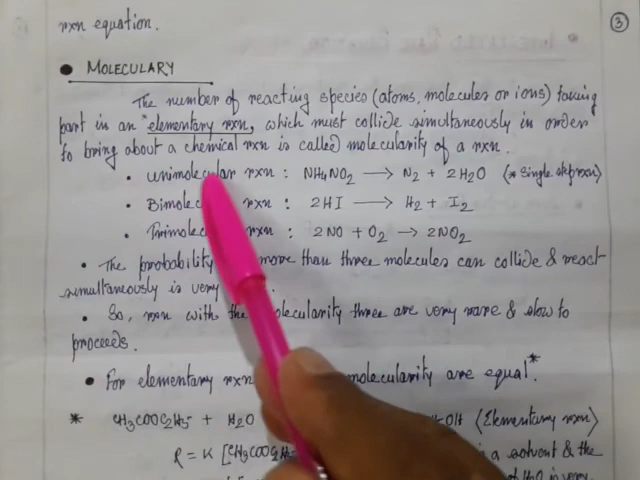 rxn equation.
3
• MOLECULARY
The number of reacting species (atoms, molecules or ions) taking
part in an *elementary rxn, which must collide simultaneously in order
to bring about a chemical rxn is called molecularity of a rxn.
• Unimolecular rxn : NH4NO2 → N2 + 2H2O (*single step rxn)
• Bimolec rxn : 2HI → H2 + I2
• Trimolec rxn : 2NO + O2 → 2NO2
• The probability more than three molecules can collide & react
simultaneously is very
• So, rxn with the molecularity three are very rare & slow to
proceeds.
• For elementary rxn molecularity are equal*.
* CH3COOC2H5 + H2O OH (Elementary rxn)
R = K [CH3COOC2H5 a solvent & the
of H2O is very